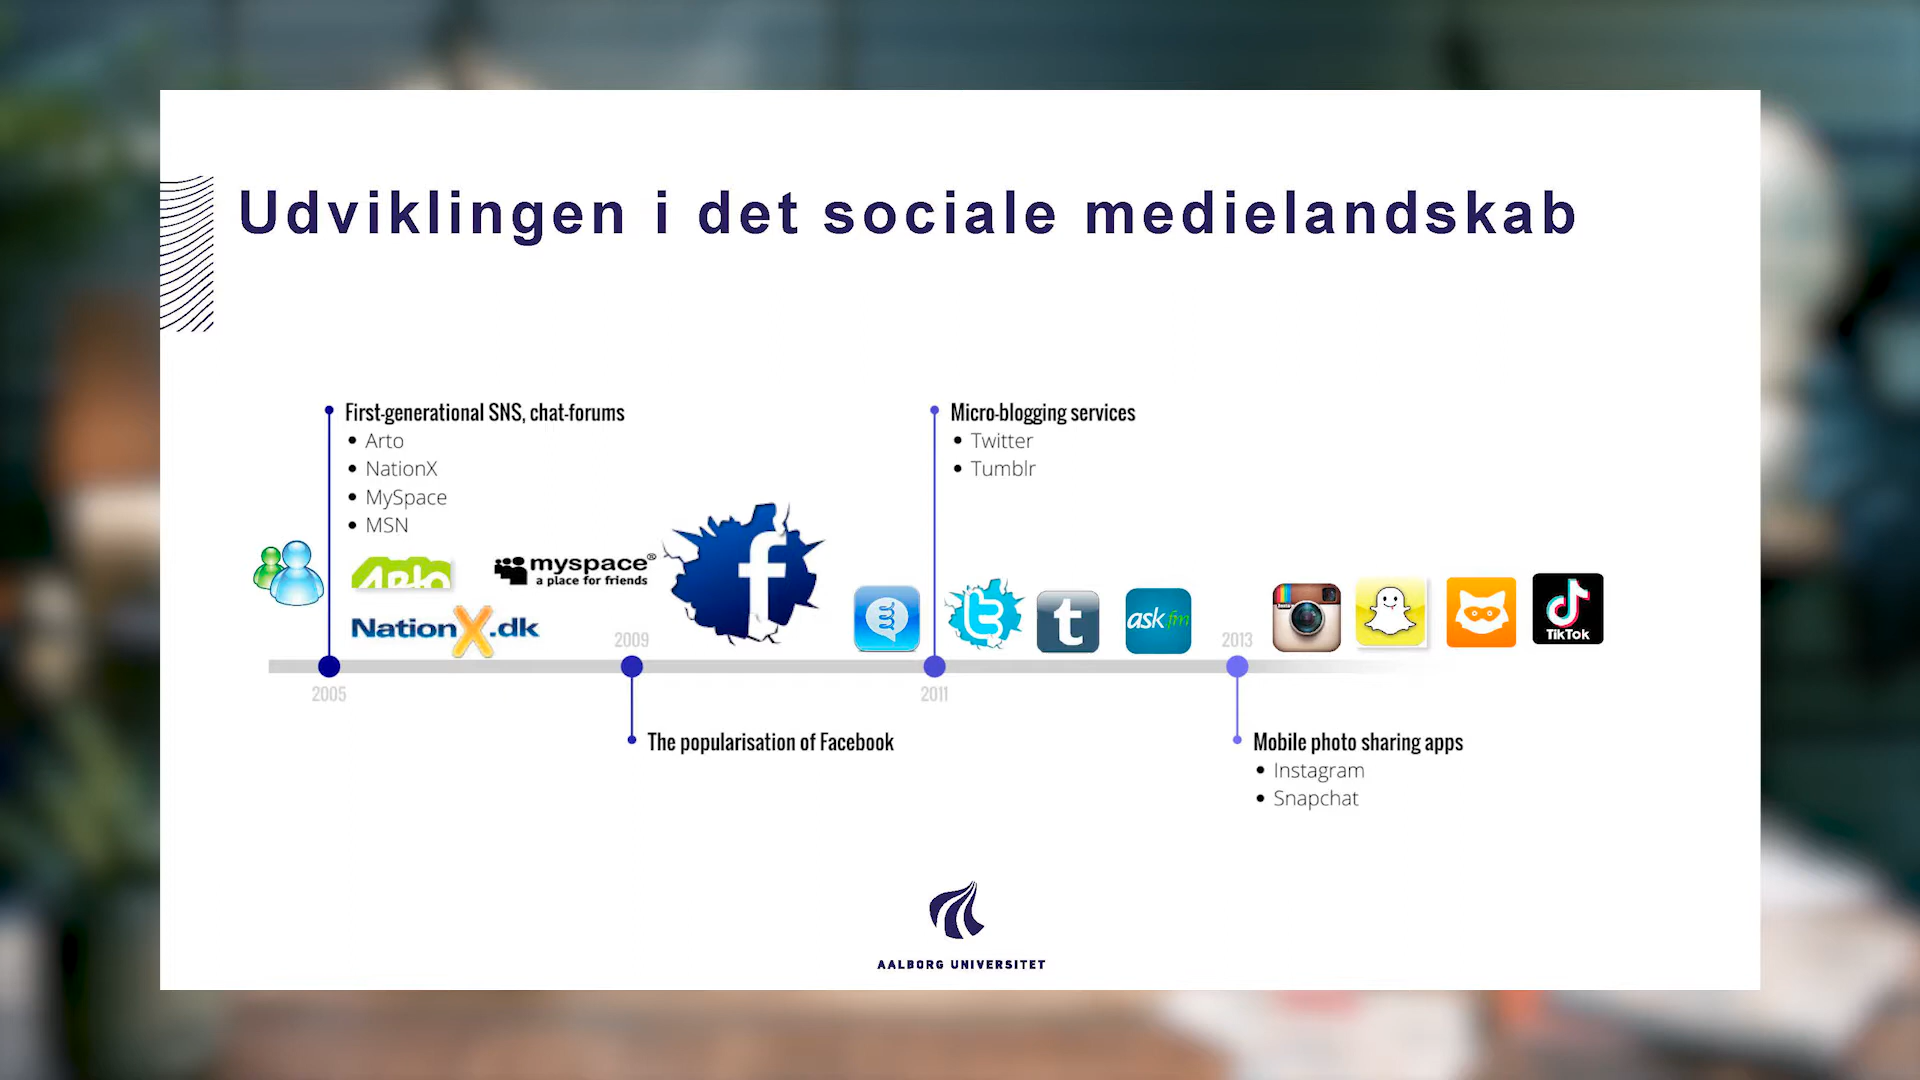 Udviklingen i det sociale medielandskab
First-generational SNS, chat-forums
• Arto
• NationX
• MySpace
• MSN
Arto
myspace®
a place for friends
NationX.dk
2005
2009
f
The popularisation of Facebook
Micro-blogging services
• Twitter
• Tumblr
t
t
ask fm
2011
2013
TikTok
Mobile photo sharing apps
• Instagram
• Snapchat
AALBORG UNIVERSITET